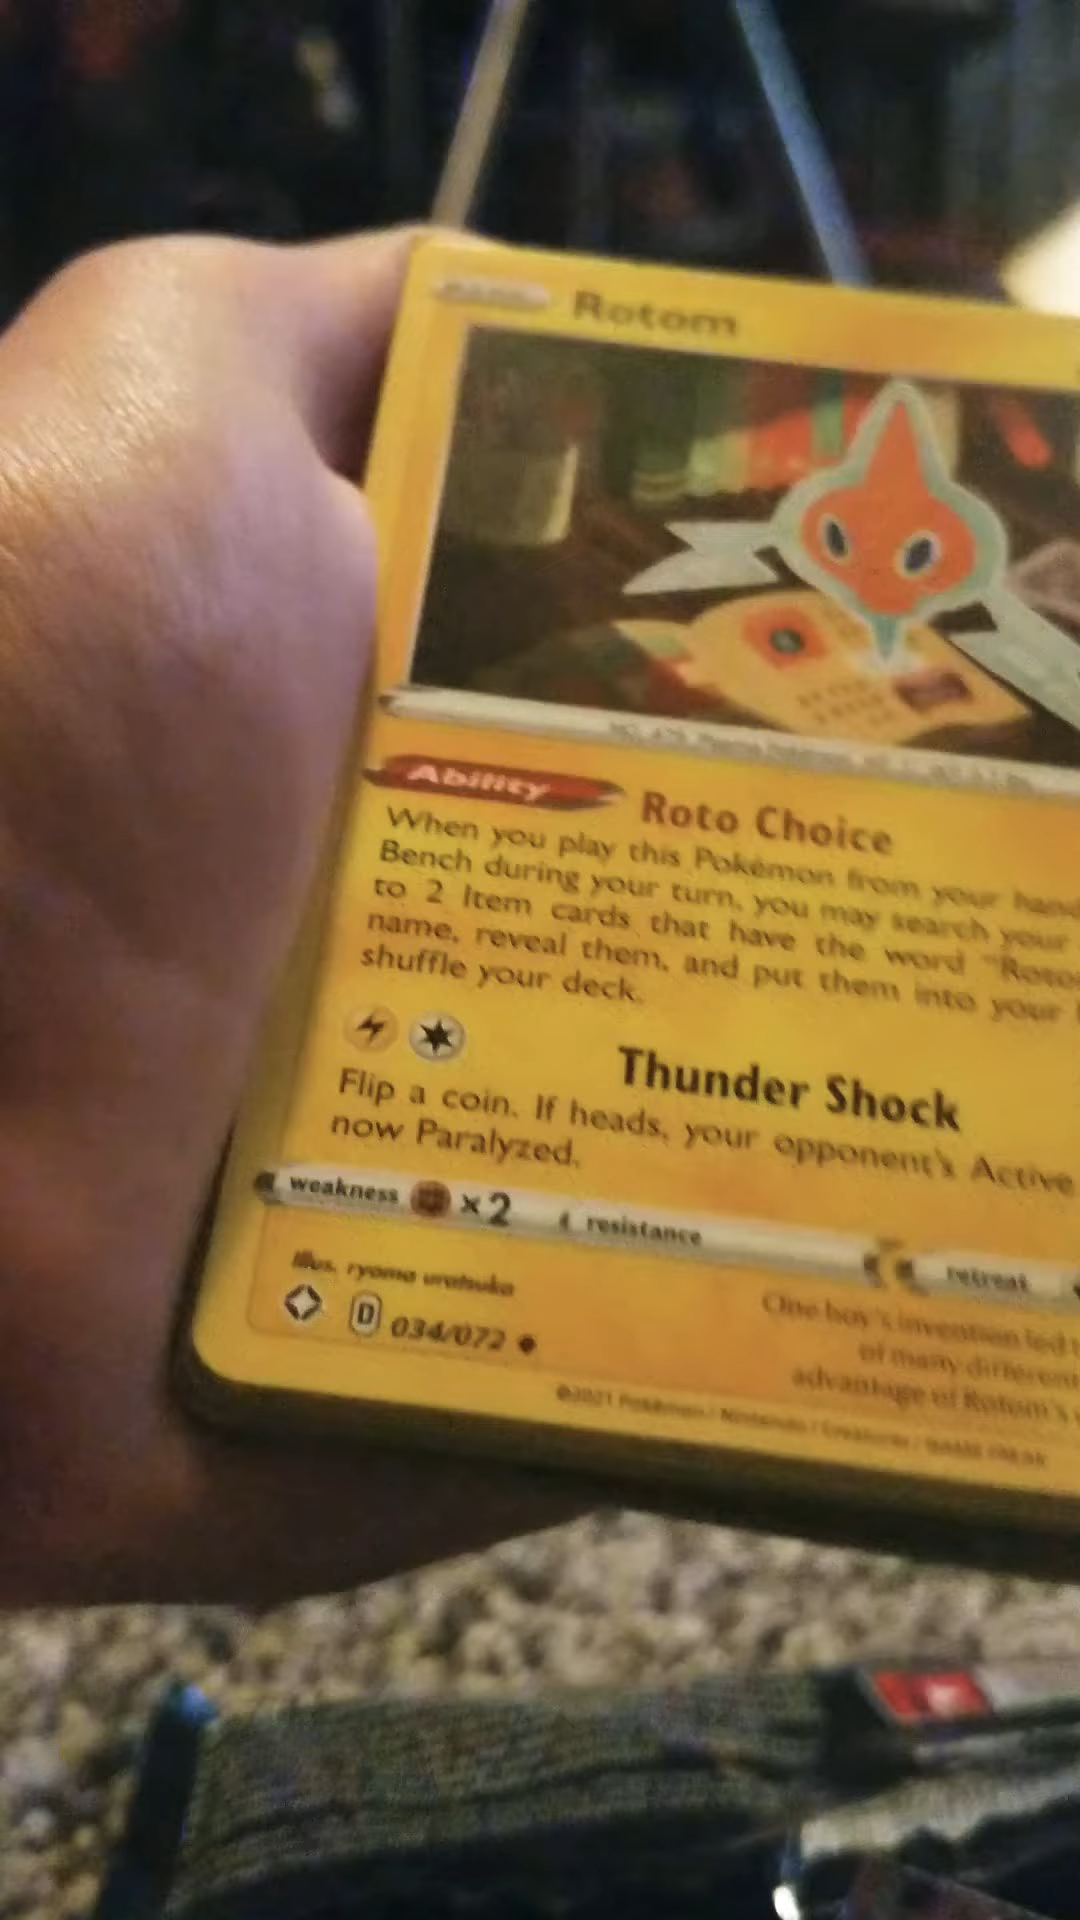 Rotom
Ability Roto Choice
When you play this Pokémon from your hand
Bench during your turn, you may search your
to 2 Item cards that have the word "Roto
name, reveal them, and put them into your
shuffle your deck.
Thunder Shock
Flip a coin. If heads, your opponent's Active
now Paralyzed.
weakness ×2 resistance retreat
Illus. ryoma uratsuka
D 034/072
One boy's invention led t
of many different
advantage of Rotom's
©2021 Pokémon / Nintendo / Creatures / GAME FREAK